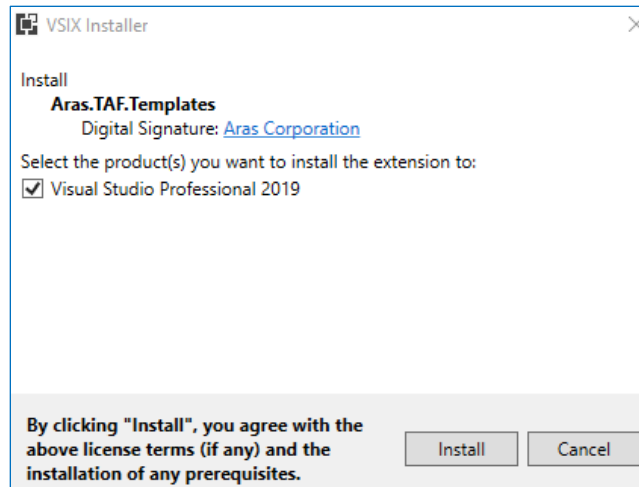 VSIX Installer
Install
Aras.TAF.Templates
Digital Signature: Aras Corporation
Select the product(s) you want to install the extension to:
Visual Studio Professional 2019
By clicking "Install", you agree with the
above license terms (if any) and the
installation of any prerequisites.
Install
Cancel